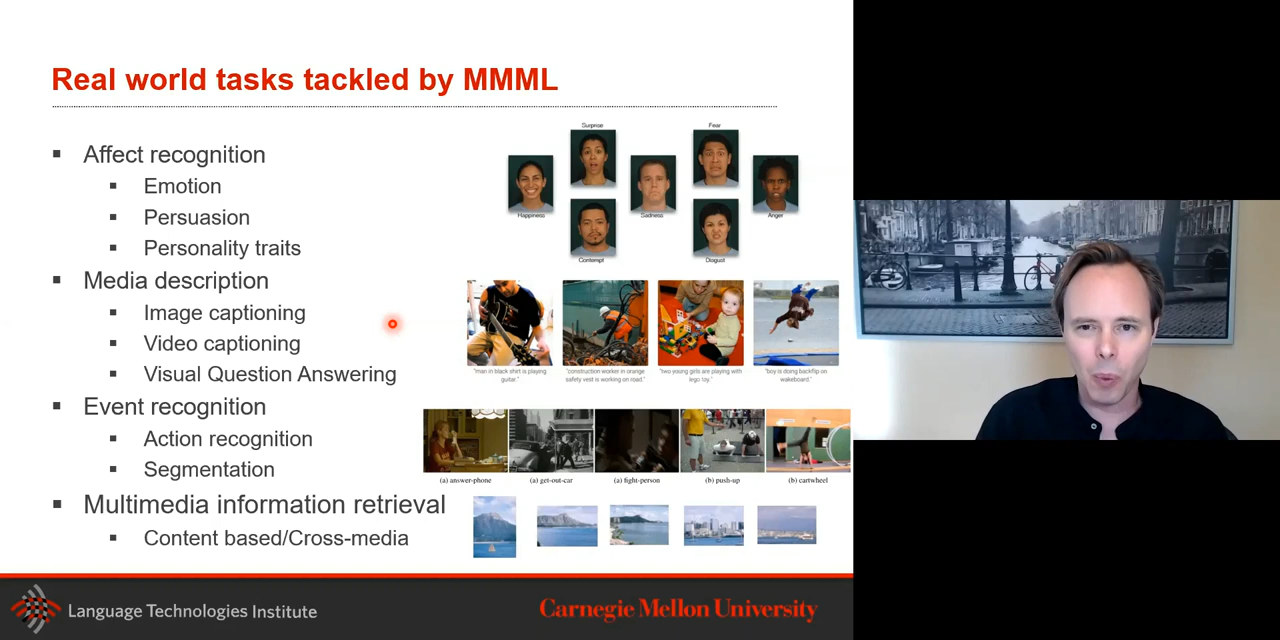 Real world tasks tackled by MMML
Affect recognition
Emotion
Persuasion
Personality traits
Media description
Image captioning
Video captioning
Visual Question Answering
Event recognition
Action recognition
Segmentation
Multimedia information retrieval
Content based/Cross-media
Surprise
Fear
Happiness
Sadness
Anger
Contempt
Disgust
"man in black shirt is playing
guitar."
"construction worker in orange
safety vest is working on road."
"two young girls are playing with
lego toy."
"boy is doing backflip on
wakeboard."
(a) answer-phone
(a) get-out-car
(a) fight-person
(b) push-up
(b) cartwheel
Language Technologies Institute
Carnegie Mellon University